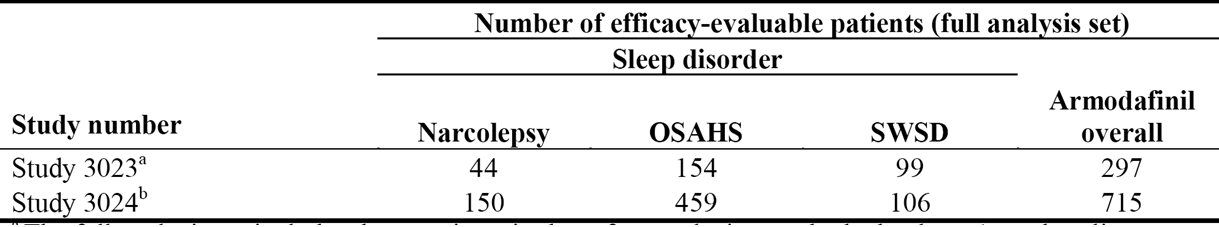 Number of efficacy-evaluable patients (full analysis set)
Sleep disorder
Study number Narcolepsy OSAHS SWSD Armodafinil overall
Study 3023a 44 154 99 297
Study 3024b 150 459 106 715